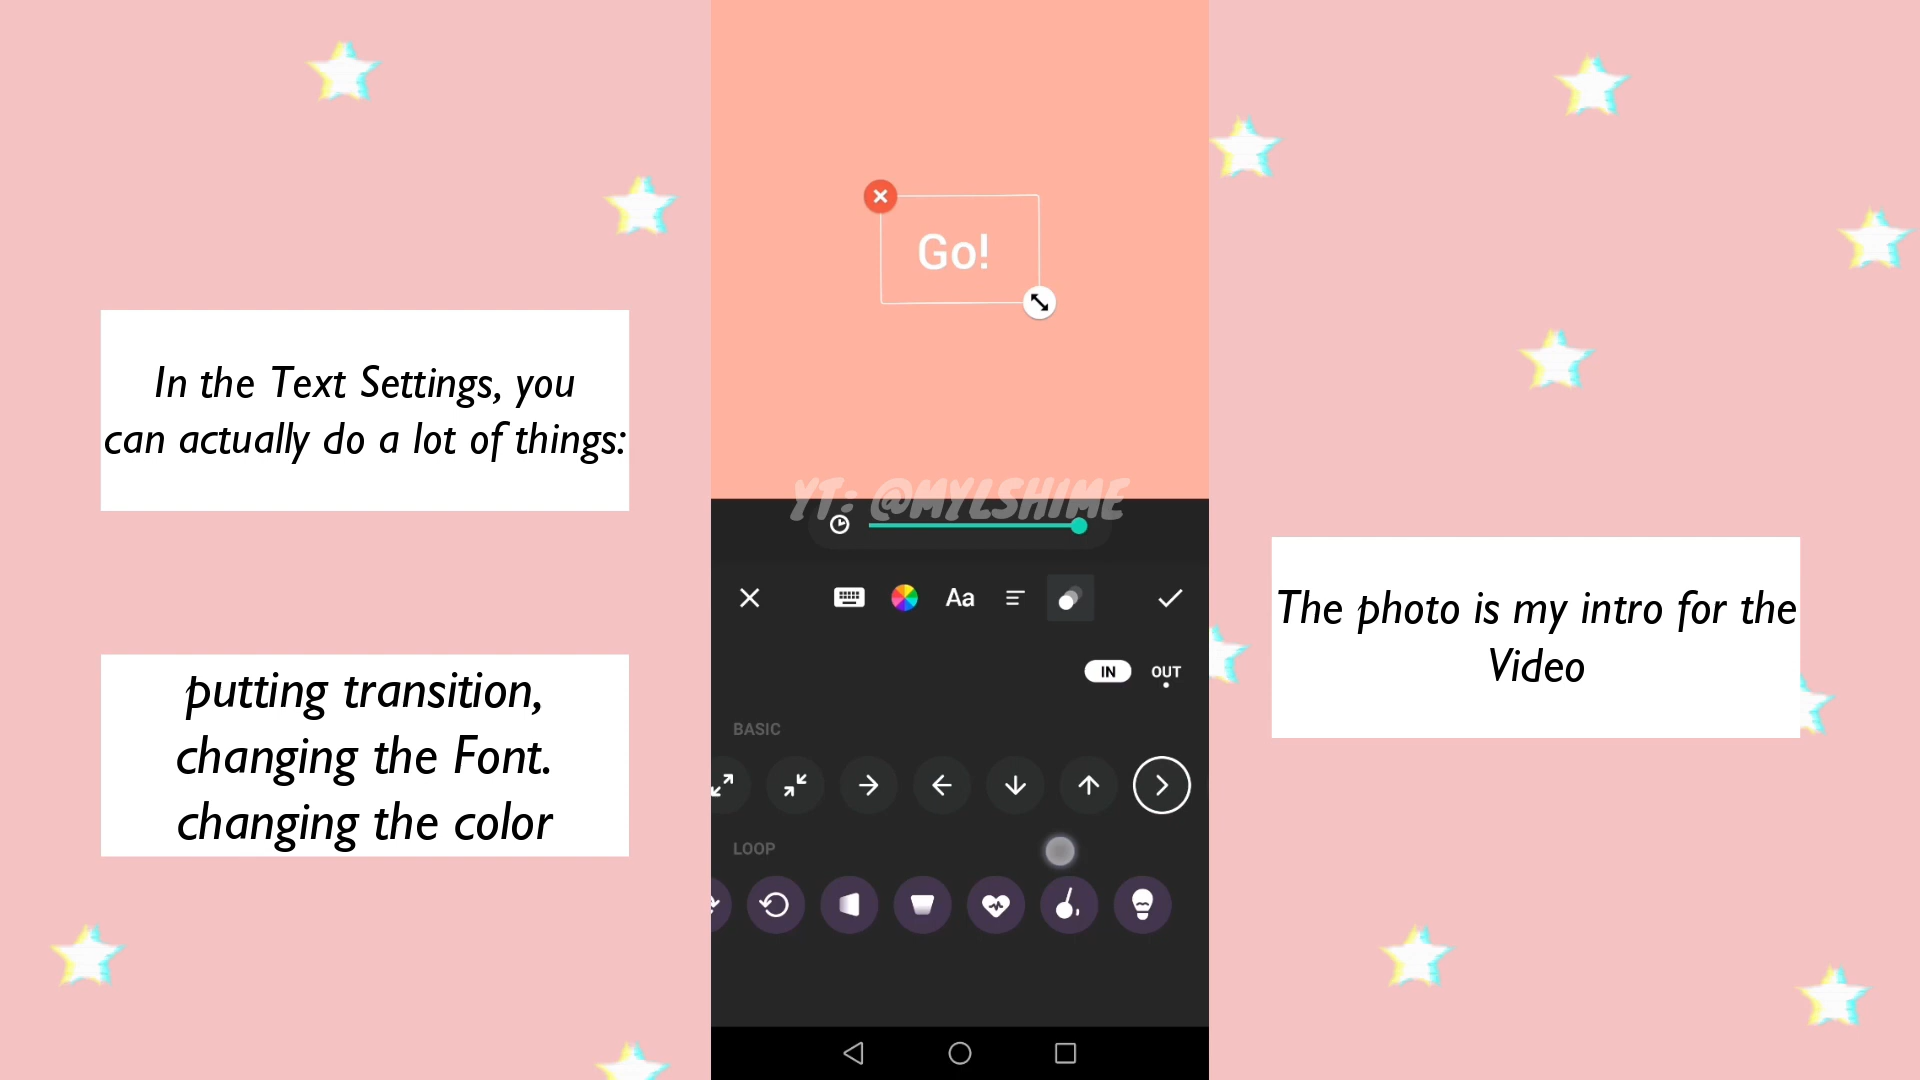 In the Text Settings, you
can actually do a lot of things:
putting transition,
changing the Font.
changing the color
Go!
YT: @MYLSHIME
Aa
IN
OUT
BASIC
LOOP
The photo is my intro for the
Video